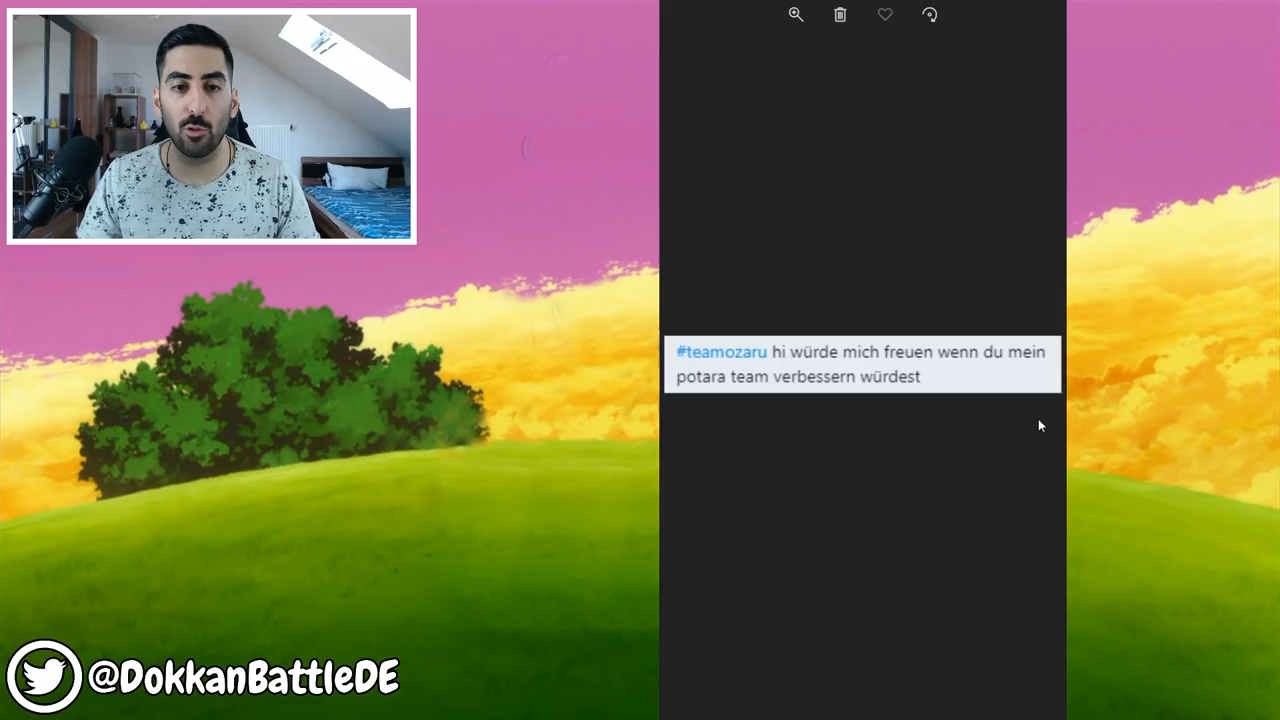 #teamozaru hi würde mich freuen wenn du mein
potara team verbessern würdest
@DokkanBattleDE